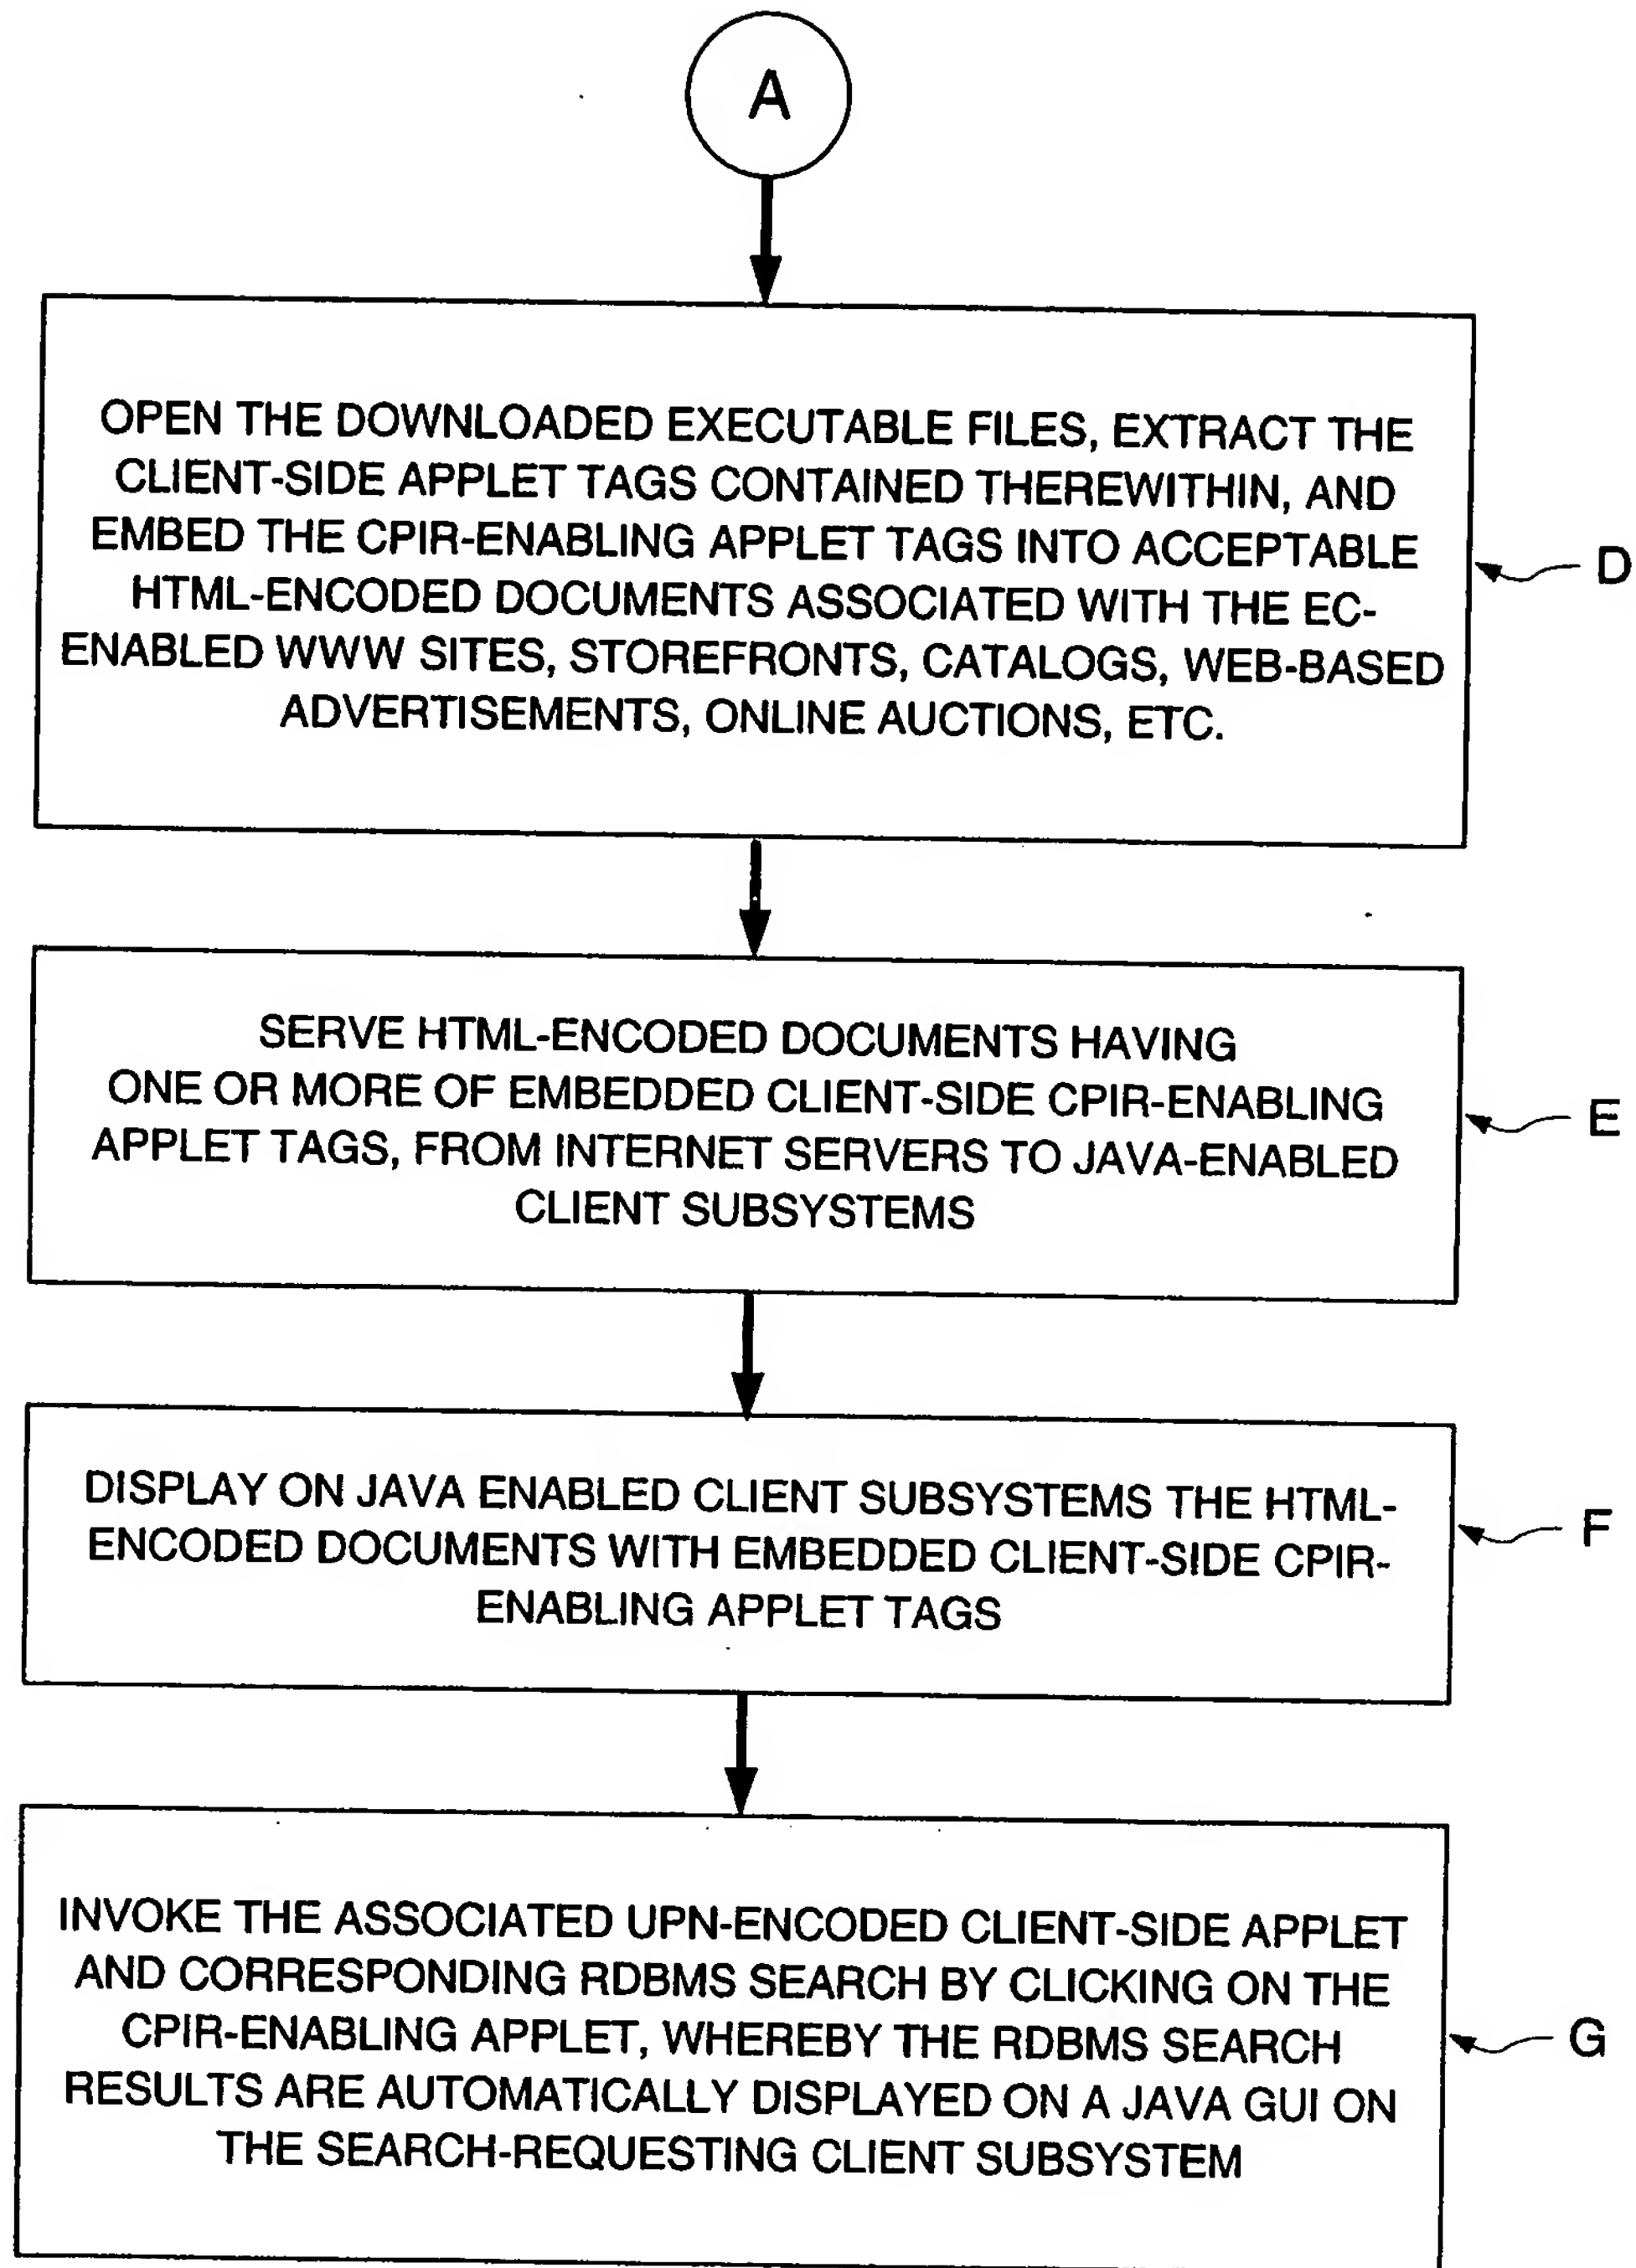 A
OPEN THE DOWNLOADED EXECUTABLE FILES, EXTRACT THE
CLIENT-SIDE APPLET TAGS CONTAINED THEREWITHIN, AND
EMBED THE CPIR-ENABLING APPLET TAGS INTO ACCEPTABLE
HTML-ENCODED DOCUMENTS ASSOCIATED WITH THE EC-
ENABLED WWW SITES, STOREFRONTS, CATALOGS, WEB-BASED
ADVERTISEMENTS, ONLINE AUCTIONS, ETC.
D
SERVE HTML-ENCODED DOCUMENTS HAVING
ONE OR MORE OF EMBEDDED CLIENT-SIDE CPIR-ENABLING
APPLET TAGS, FROM INTERNET SERVERS TO JAVA-ENABLED
CLIENT SUBSYSTEMS
E
DISPLAY ON JAVA ENABLED CLIENT SUBSYSTEMS THE HTML-
ENCODED DOCUMENTS WITH EMBEDDED CLIENT-SIDE CPIR-
ENABLING APPLET TAGS
F
INVOKE THE ASSOCIATED UPN-ENCODED CLIENT-SIDE APPLET
AND CORRESPONDING RDBMS SEARCH BY CLICKING ON THE
CPIR-ENABLING APPLET, WHEREBY THE RDBMS SEARCH
RESULTS ARE AUTOMATICALLY DISPLAYED ON A JAVA GUI ON
THE SEARCH-REQUESTING CLIENT SUBSYSTEM
G